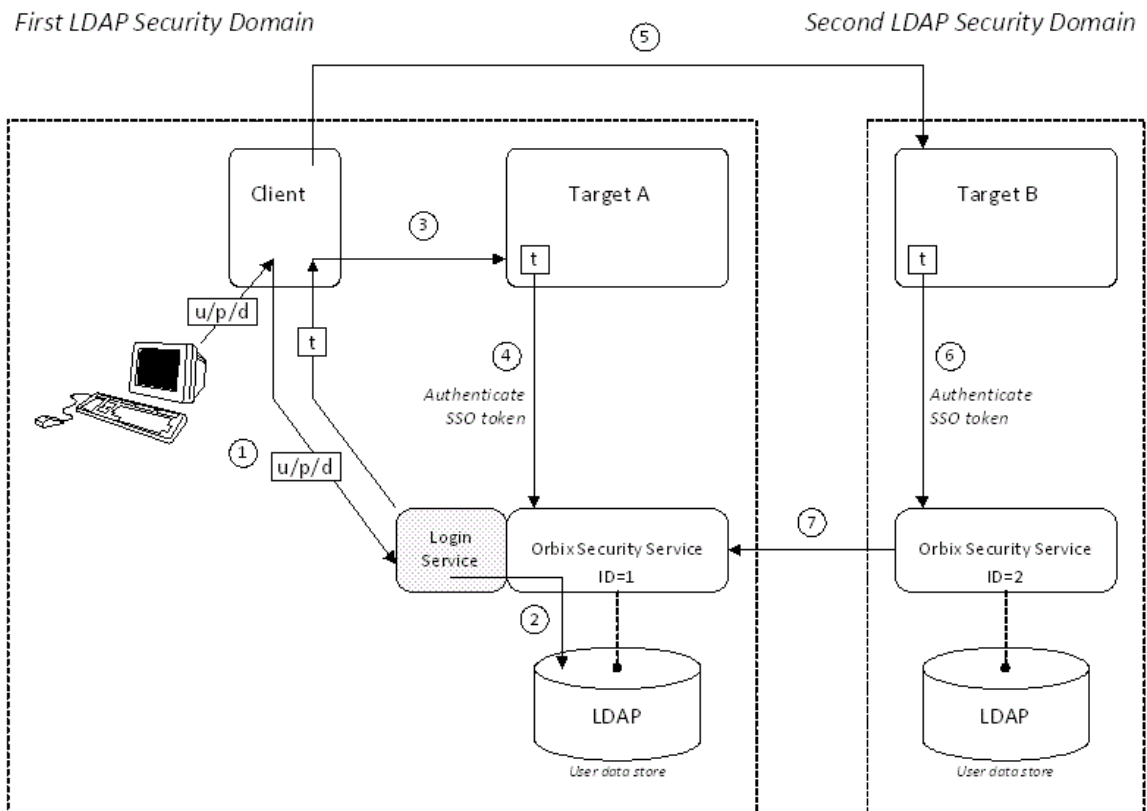 First LDAP Security Domain
Second LDAP Security Domain
5
Client
Target A
Target B
3
t
t
u/p/d
t
4
6
Authenticate
SSO token
Authenticate
SSO token
1
u/p/d
7
Login
Service
Orbix Security Service
ID=1
Orbix Security Service
ID=2
2
LDAP
LDAP
User data store
User data store